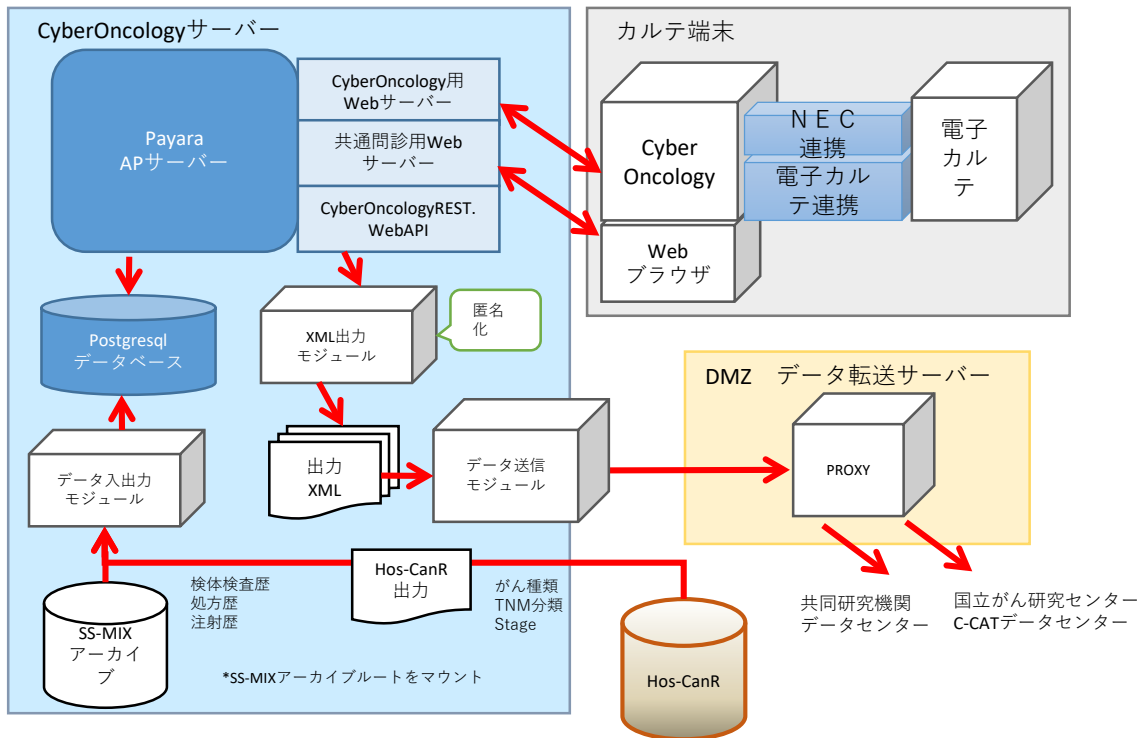 CyberOncologyサーバー
Payara
APサーバー
CyberOncology用
Webサーバー
共通問診用Web
サーバー
CyberOncologyREST.
WebAPI
カルテ端末
Cyber
Oncology
ＮＥＣ
連携
電子カル
テ連携
電子
カル
テ
Web
ブラウザ
Postgresql
データベース
XML出力
モジュール
匿名
化
データ入出力
モジュール
出力
XML
データ送信
モジュール
DMZ　データ転送サーバー
PROXY
共同研究機関
データセンター
国立がん研究センター
C-CATデータセンター
SS-MIX
アーカイ
ブ
検体検査歴
処方歴
注射歴
Hos-CanR
出力
がん種類
TNM分類
Stage
*SS-MIXアーカイブルートをマウント
Hos-CanR